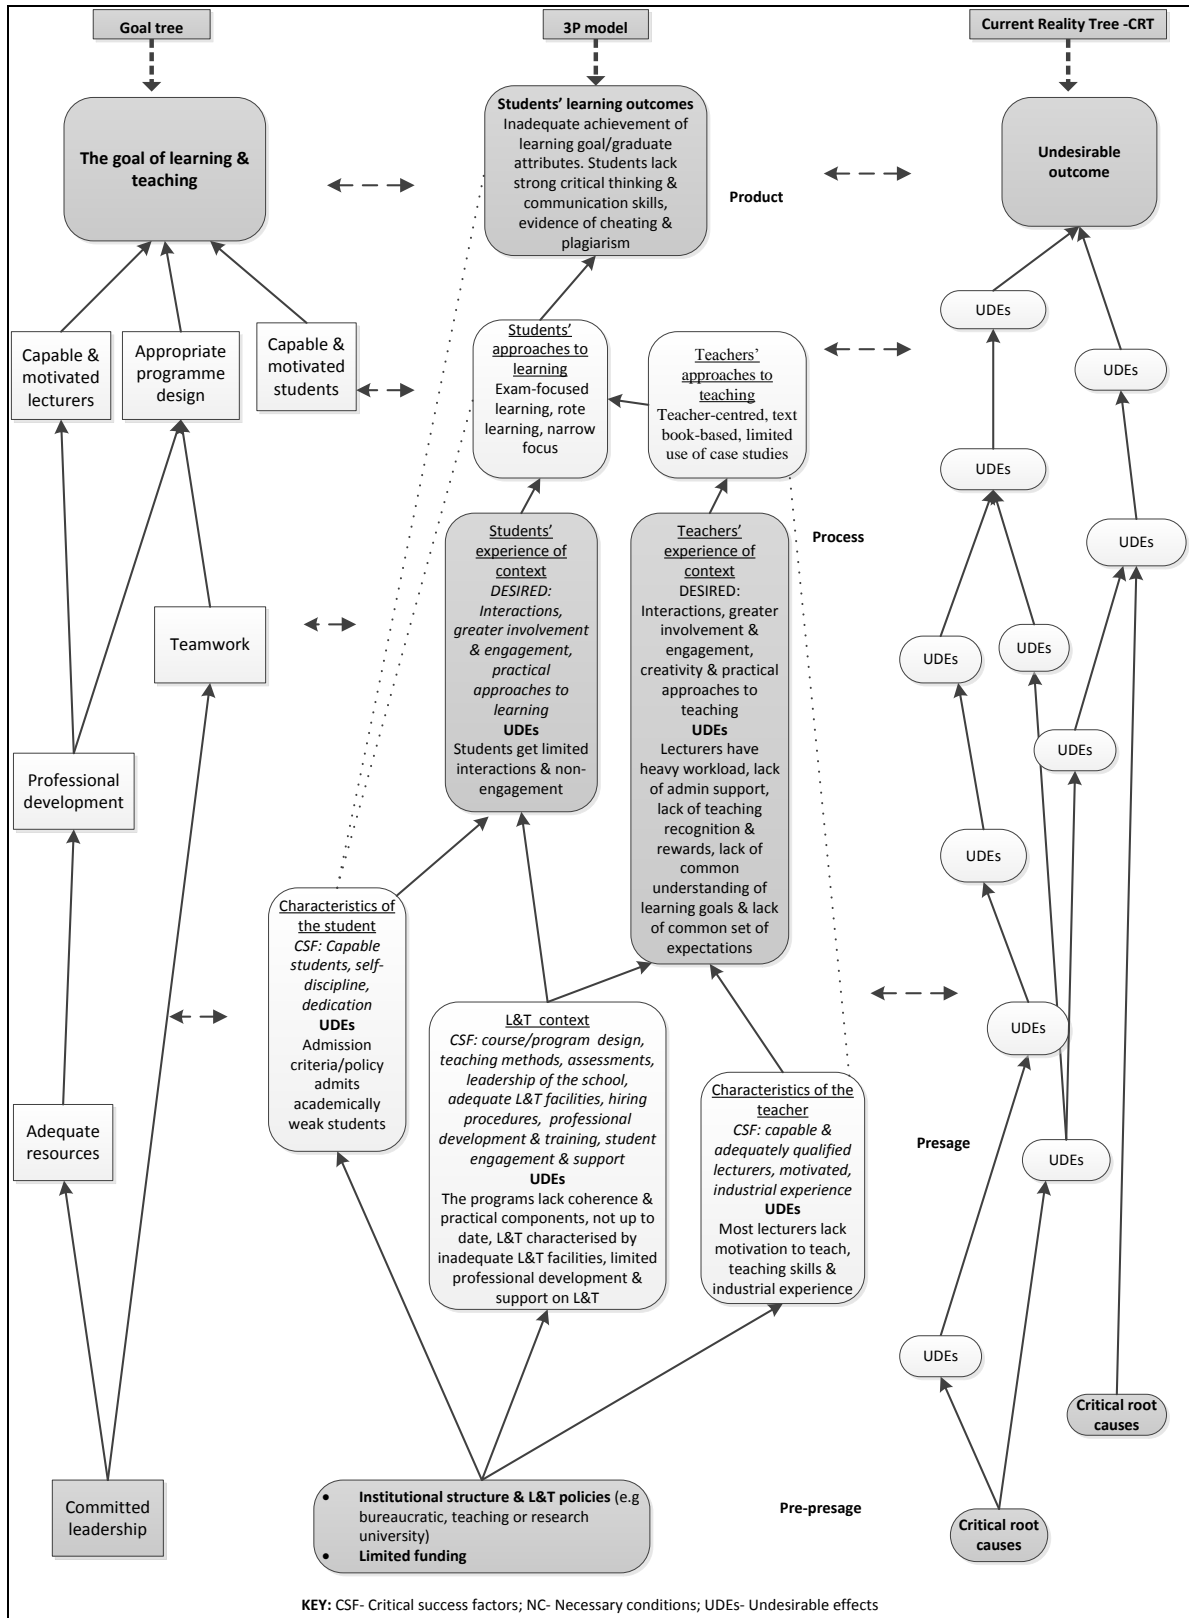 Goal tree
3P model
Current Reality Tree -CRT
The goal of learning &
teaching
Students’ learning outcomes
Inadequate achievement of
learning goal/graduate
attributes. Students lack
strong critical thinking &
communication skills,
evidence of cheating &
plagiarism
Product
Undesirable
outcome
Capable &
motivated
lecturers
Appropriate
programme
design
Capable &
motivated
students
Students’
approaches to
learning
Exam-focused
learning, rote
learning, narrow
focus
Teachers’
approaches to
teaching
Teacher-centred, text
book-based, limited
use of case studies
UDEs
UDEs
UDEs
Students’
experience of
context
DESIRED:
Interactions,
greater involvement
& engagement,
practical
approaches to
learning
UDEs
Students get limited
interactions & non-
engagement
Teachers’
experience of
context
DESIRED:
Interactions, greater
involvement &
engagement,
creativity & practical
approaches to
teaching
UDEs
Lecturers have
heavy workload, lack
of admin support,
lack of teaching
recognition &
rewards, lack of
common
understanding of
learning goals & lack
of common set of
expectations
Process
UDEs
Teamwork
UDEs
UDEs
Professional
development
UDEs
UDEs
Characteristics of
the student
CSF: Capable
students, self-
discipline,
dedication
UDEs
Admission
criteria/policy
admits
academically
weak students
L&T context
CSF: course/program design,
teaching methods, assessments,
leadership of the school,
adequate L&T facilities, hiring
procedures, professional
development & training, student
engagement & support
UDEs
The programs lack coherence &
practical components, not up to
date, L&T characterised by
inadequate L&T facilities, limited
professional development &
support on L&T
Characteristics of the
teacher
CSF: capable &
adequately qualified
lecturers, motivated,
industrial experience
UDEs
Most lecturers lack
motivation to teach,
teaching skills &
industrial experience
UDEs
Presage
UDEs
Adequate
resources
UDEs
Critical root
causes
Committed
leadership
• Institutional structure & L&T policies (e.g
bureaucratic, teaching or research
university)
• Limited funding
Pre-presage
Critical root
causes
KEY: CSF- Critical success factors; NC- Necessary conditions; UDEs- Undesirable effects